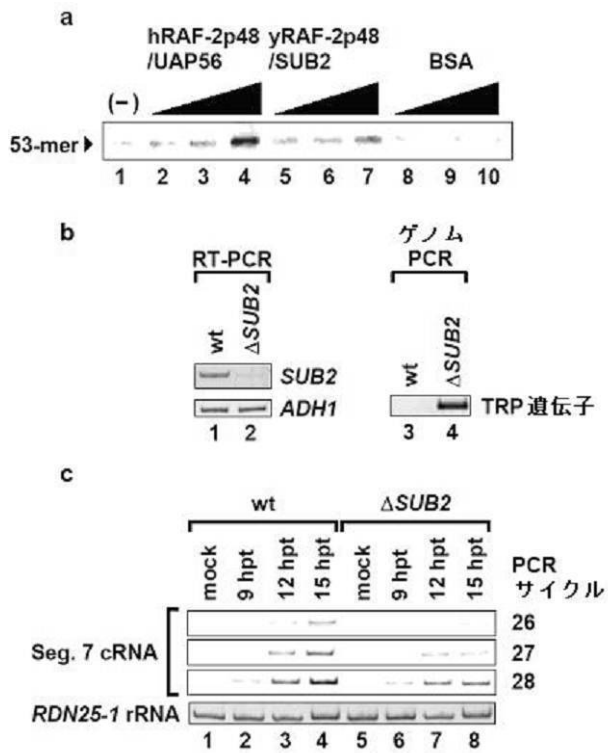 a
hRAF-2p48 yRAF-2p48
/UAP56 /SUB2 BSA
(–)
53-mer
1 2 3 4 5 6 7 8 9 10
b
ゲノム
RT-PCR PCR
wt ΔSUB2 wt ΔSUB2
SUB2
ADH1
TRP 遺伝子
1 2 3 4
c
wt ΔSUB2
mock 9 hpt 12 hpt 15 hpt mock 9 hpt 12 hpt 15 hpt
PCR
サイクル
26
Seg. 7 cRNA 27
28
RDN25-1 rRNA
1 2 3 4 5 6 7 8